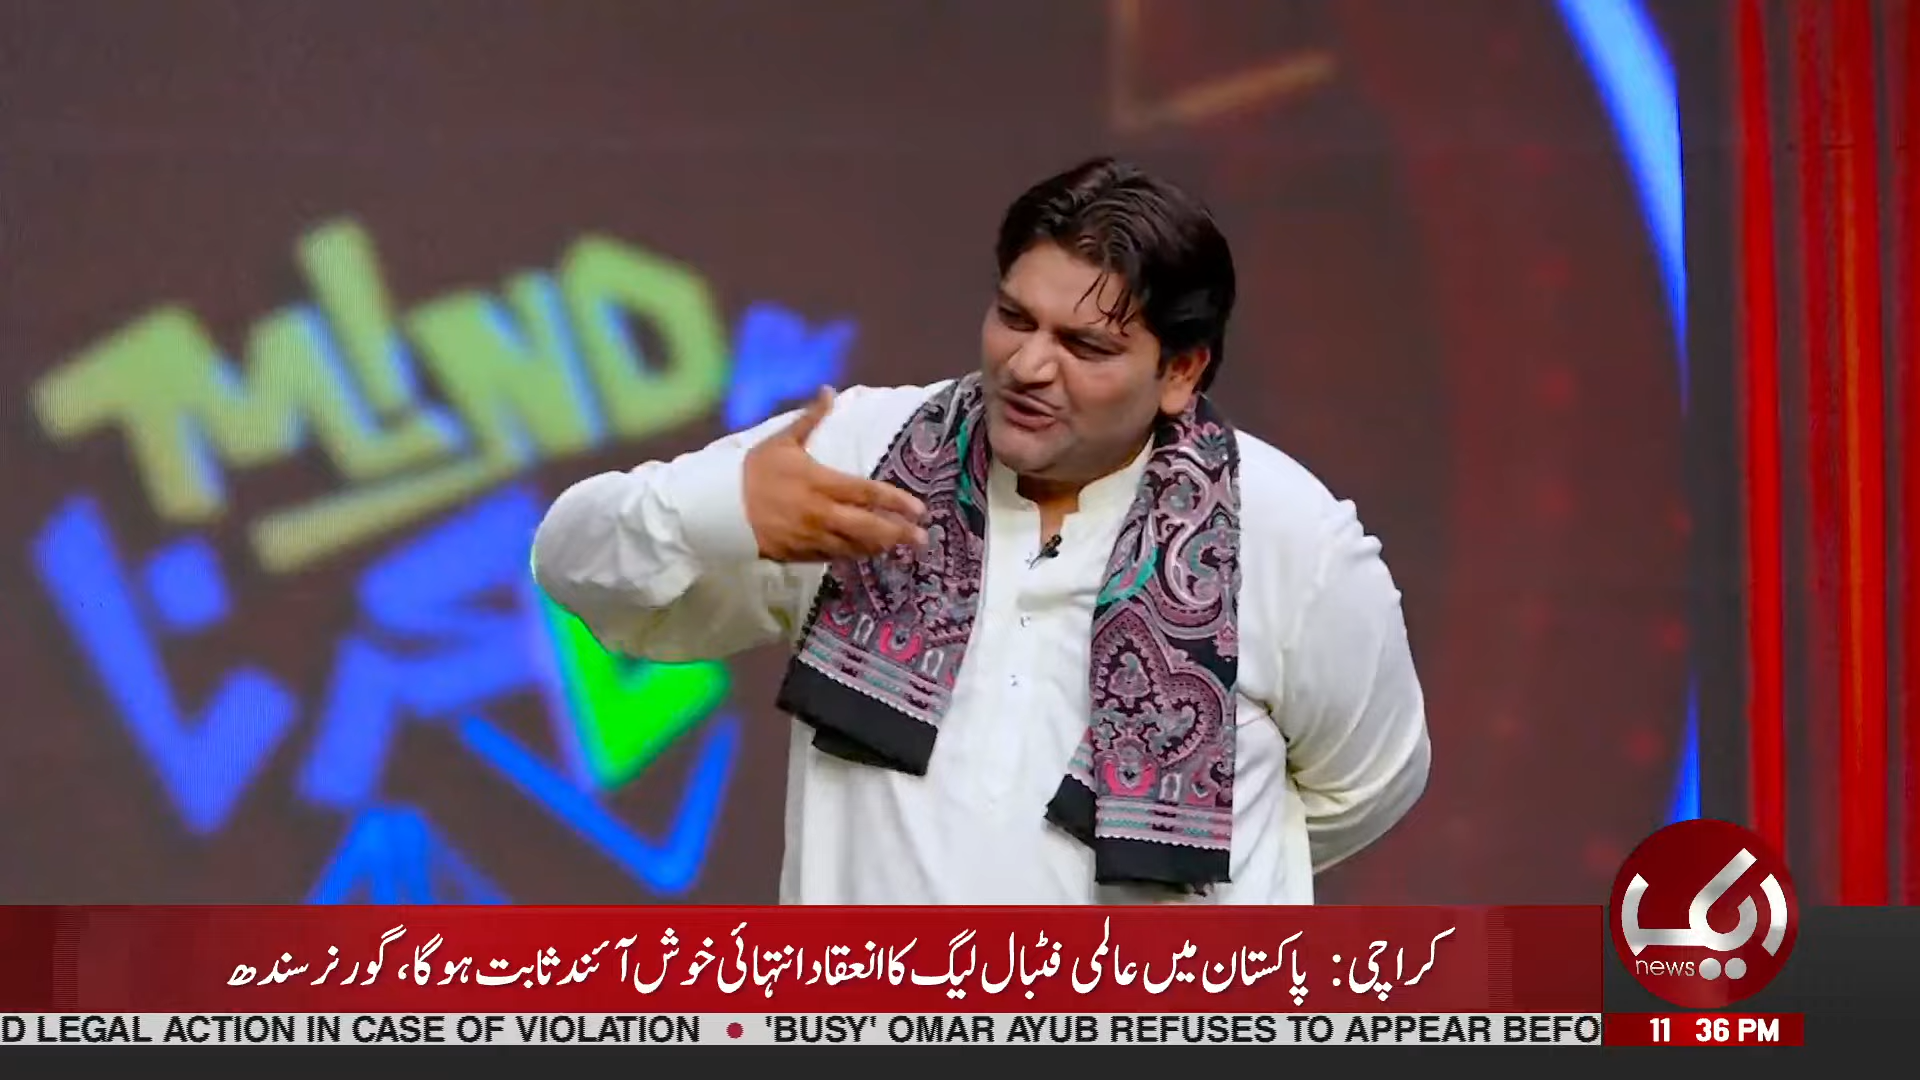 MIND
کراچی: پاکستان میں عالمی فٹبال لیگ کا انعقاد انتہائی خوش آئند ثابت ہوگا، گورنر سندھ
ایک
news
D LEGAL ACTION IN CASE OF VIOLATION • 'BUSY' OMAR AYUB REFUSES TO APPEAR BEFO
11 36 PM